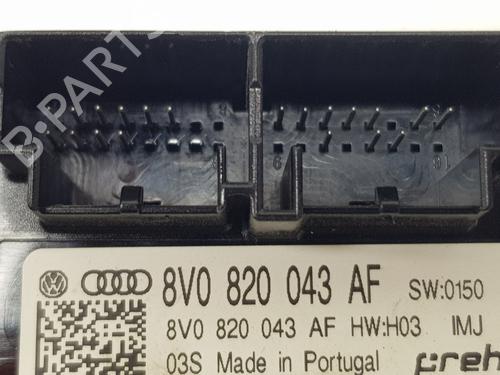 B-PARTS
8V0 820 043 AF SW:0150
8V0 820 043 AF HW:H03 IMJ
03S Made in Portugal preh